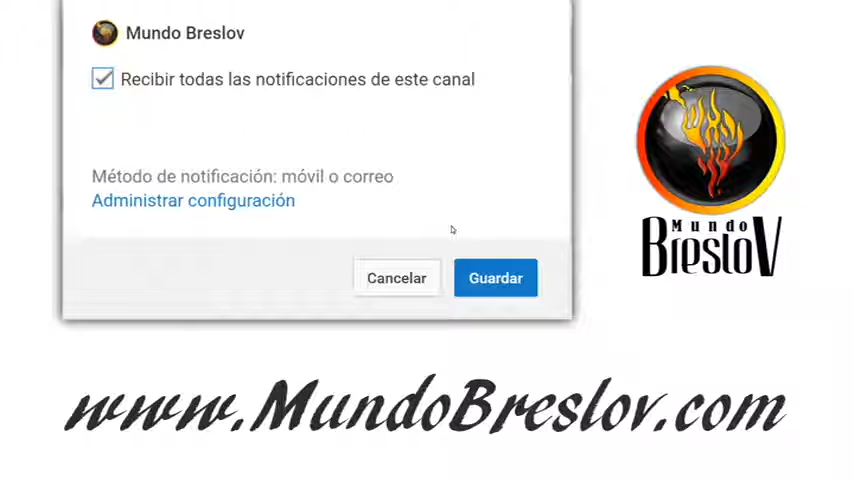 Mundo Breslov
Recibir todas las notificaciones de este canal
Método de notificación: móvil o correo
Administrar configuración
Cancelar
Guardar
Mundo
Breslov
www.MundoBreslov.com